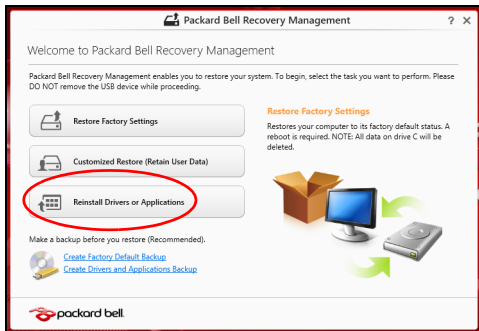 Packard Bell Recovery Management
? X
Welcome to Packard Bell Recovery Management
Packard Bell Recovery Management enables you to restore your system. To begin, select the task you want to perform. Please
DO NOT remove the USB device while proceeding.
Restore Factory Settings
Customized Restore (Retain User Data)
Reinstall Drivers or Applications
Restore Factory Settings
Restores your computer to its factory default status. A
reboot is required. NOTE: All data on drive C will be
deleted.
Make a backup before you restore (Recommended).
Create Factory Default Backup
Create Drivers and Applications Backup
packard bell